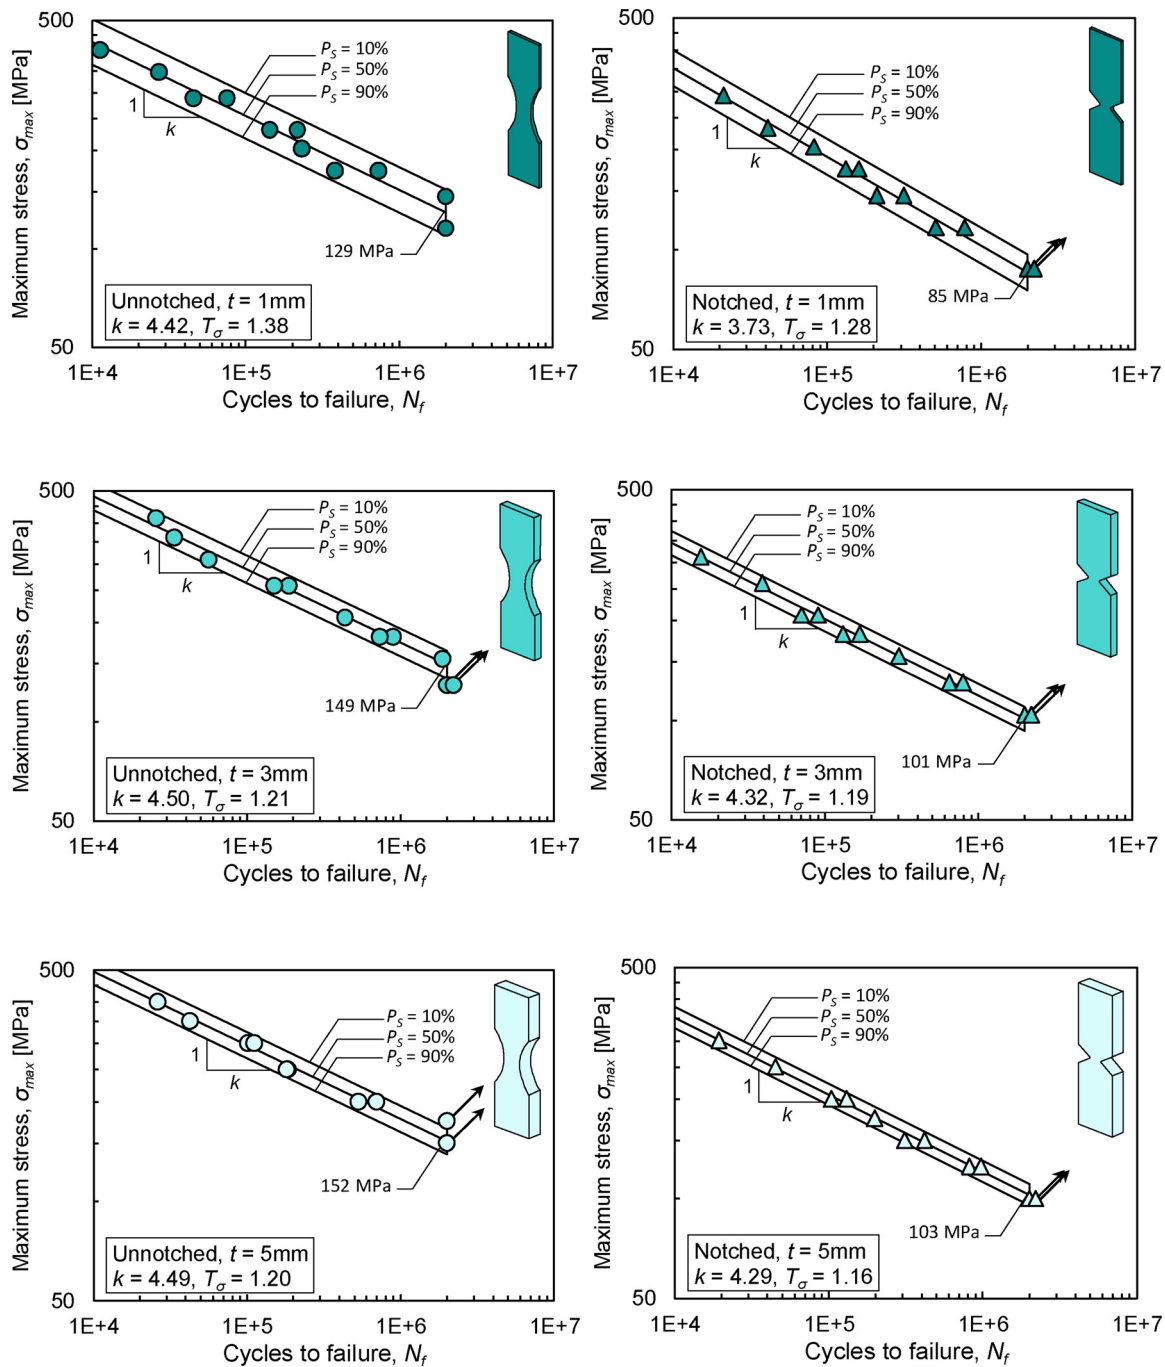 500
Maximum stress, σmax [MPa]
PS = 10%
PS = 50%
PS = 90%
1
k
129 MPa
Unnotched, t = 1mm
k = 4.42, Tσ = 1.38
50
1E+4
1E+5
1E+6
1E+7
Cycles to failure, Nf
500
Maximum stress, σmax [MPa]
PS = 10%
PS = 50%
PS = 90%
1
k
85 MPa
Notched, t = 1mm
k = 3.73, Tσ = 1.28
50
1E+4
1E+5
1E+6
1E+7
Cycles to failure, Nf
500
Maximum stress, σmax [MPa]
PS = 10%
PS = 50%
PS = 90%
1
k
149 MPa
Unnotched, t = 3mm
k = 4.50, Tσ = 1.21
50
1E+4
1E+5
1E+6
1E+7
Cycles to failure, Nf
500
Maximum stress, σmax [MPa]
PS = 10%
PS = 50%
PS = 90%
1
k
101 MPa
Notched, t = 3mm
k = 4.32, Tσ = 1.19
50
1E+4
1E+5
1E+6
1E+7
Cycles to failure, Nf
500
Maximum stress, σmax [MPa]
PS = 10%
PS = 50%
PS = 90%
1
k
152 MPa
Unnotched, t = 5mm
k = 4.49, Tσ = 1.20
50
1E+4
1E+5
1E+6
1E+7
Cycles to failure, Nf
500
Maximum stress, σmax [MPa]
PS = 10%
PS = 50%
PS = 90%
1
k
103 MPa
Notched, t = 5mm
k = 4.29, Tσ = 1.16
50
1E+4
1E+5
1E+6
1E+7
Cycles to failure, Nf